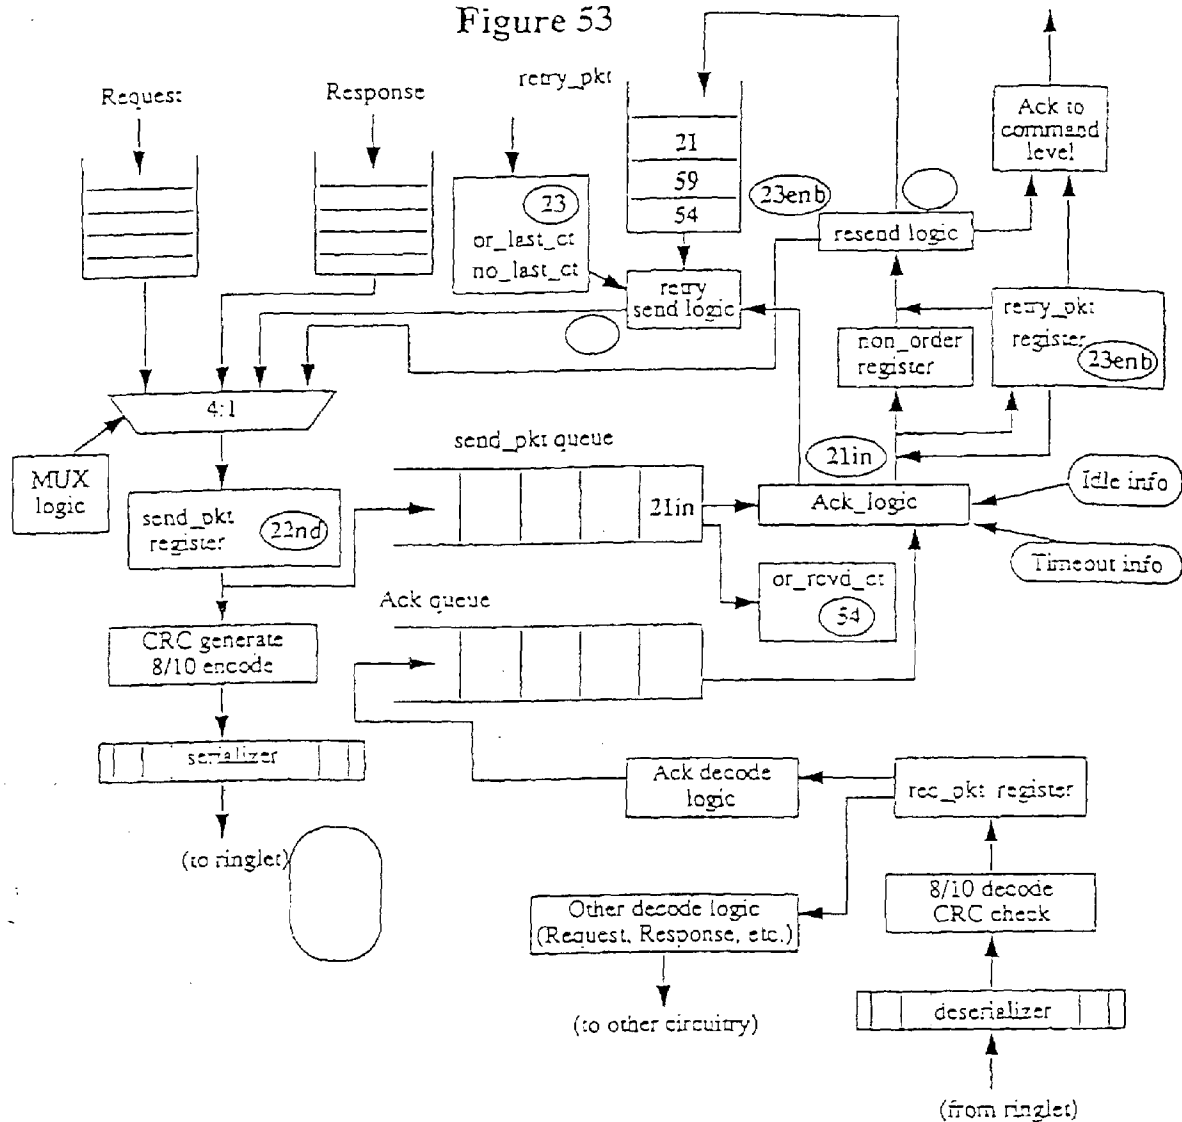 Figure 53
Request
Response
retry_pkt
23
or_last_ct
no_last_ct
21
59
54
retry
send logic
23enb
resend logic
Ack to
command
level
non_order
register
retry_pkt
register
23enb
4:1
MUX
logic
send_pkt
register
22nd
send_pkt queue
21in
21in
Ack_logic
Idle info
Timeout info
or_rcvd_ct
54
Ack queue
CRC generate
8/10 encode
serializer
(to ringlet)
Ack decode
logic
rec_pkt register
8/10 decode
CRC check
Other decode logic
(Request, Response, etc.)
(to other circuitry)
deserializer
(from ringlet)